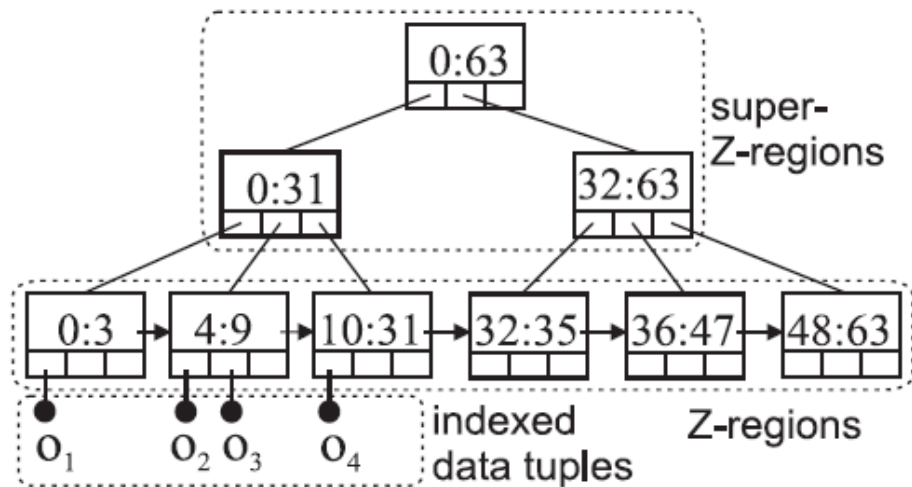 0:63
super-
Z-regions
0:31
32:63
0:3
4:9
10:31
32:35
36:47
48:63
o1
o2
o3
o4
indexed
data tuples
Z-regions